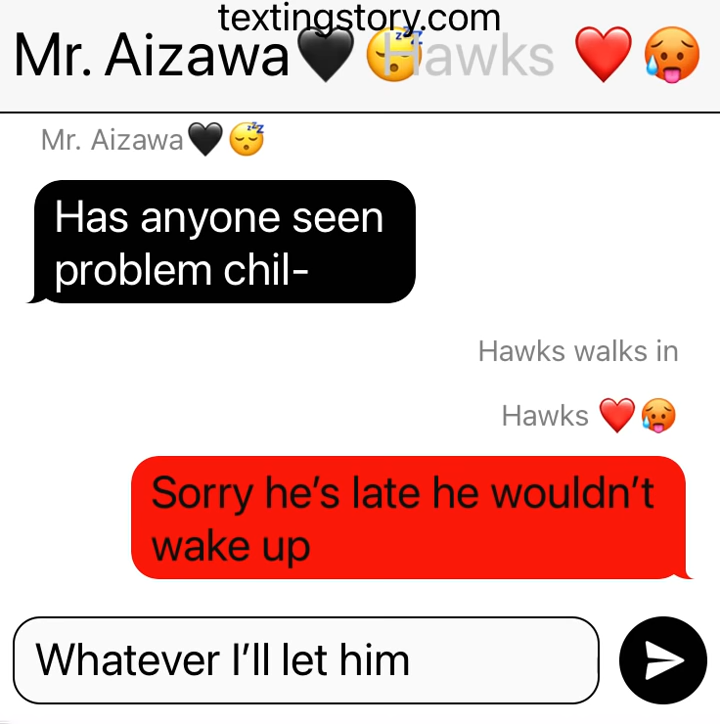 textingstory.com
Mr. Aizawa🖤😴 Hawks ❤️🥵
Mr. Aizawa🖤😴
Has anyone seen
problem chil-
Hawks walks in
Hawks ❤️🥵
Sorry he’s late he wouldn’t
wake up
Whatever I’ll let him